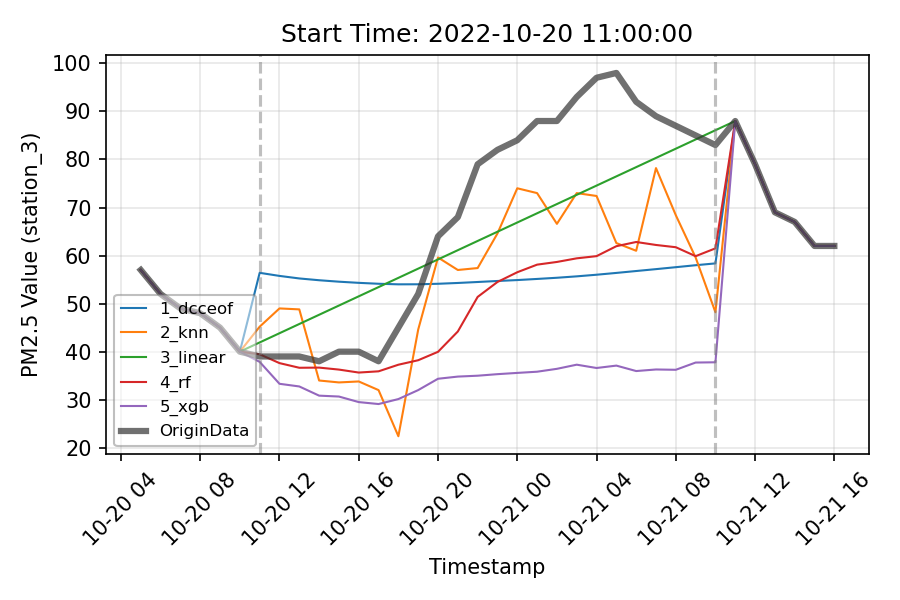 Start Time: 2022-10-20 11:00:00
PM2.5 Value (station_3)
100
90
80
70
60
50
40
30
20
1_dcceof
2_knn
3_linear
4_rf
5_xgb
OriginData
10-20 04
10-20 08
10-20 12
10-20 16
10-20 20
10-21 00
10-21 04
10-21 08
10-21 12
10-21 16
Timestamp